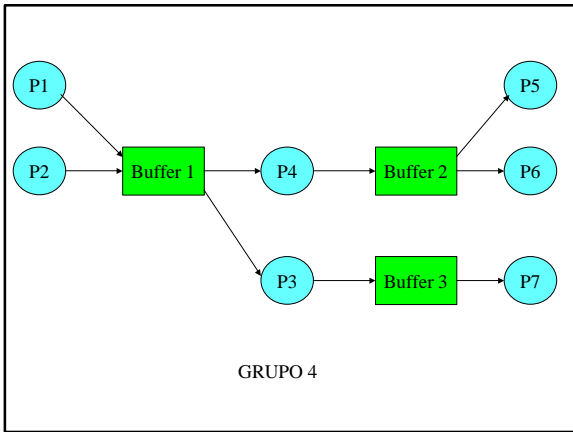 P1
P5
P2
Buffer 1
P4
Buffer 2
P6
P3
Buffer 3
P7
GRUPO 4